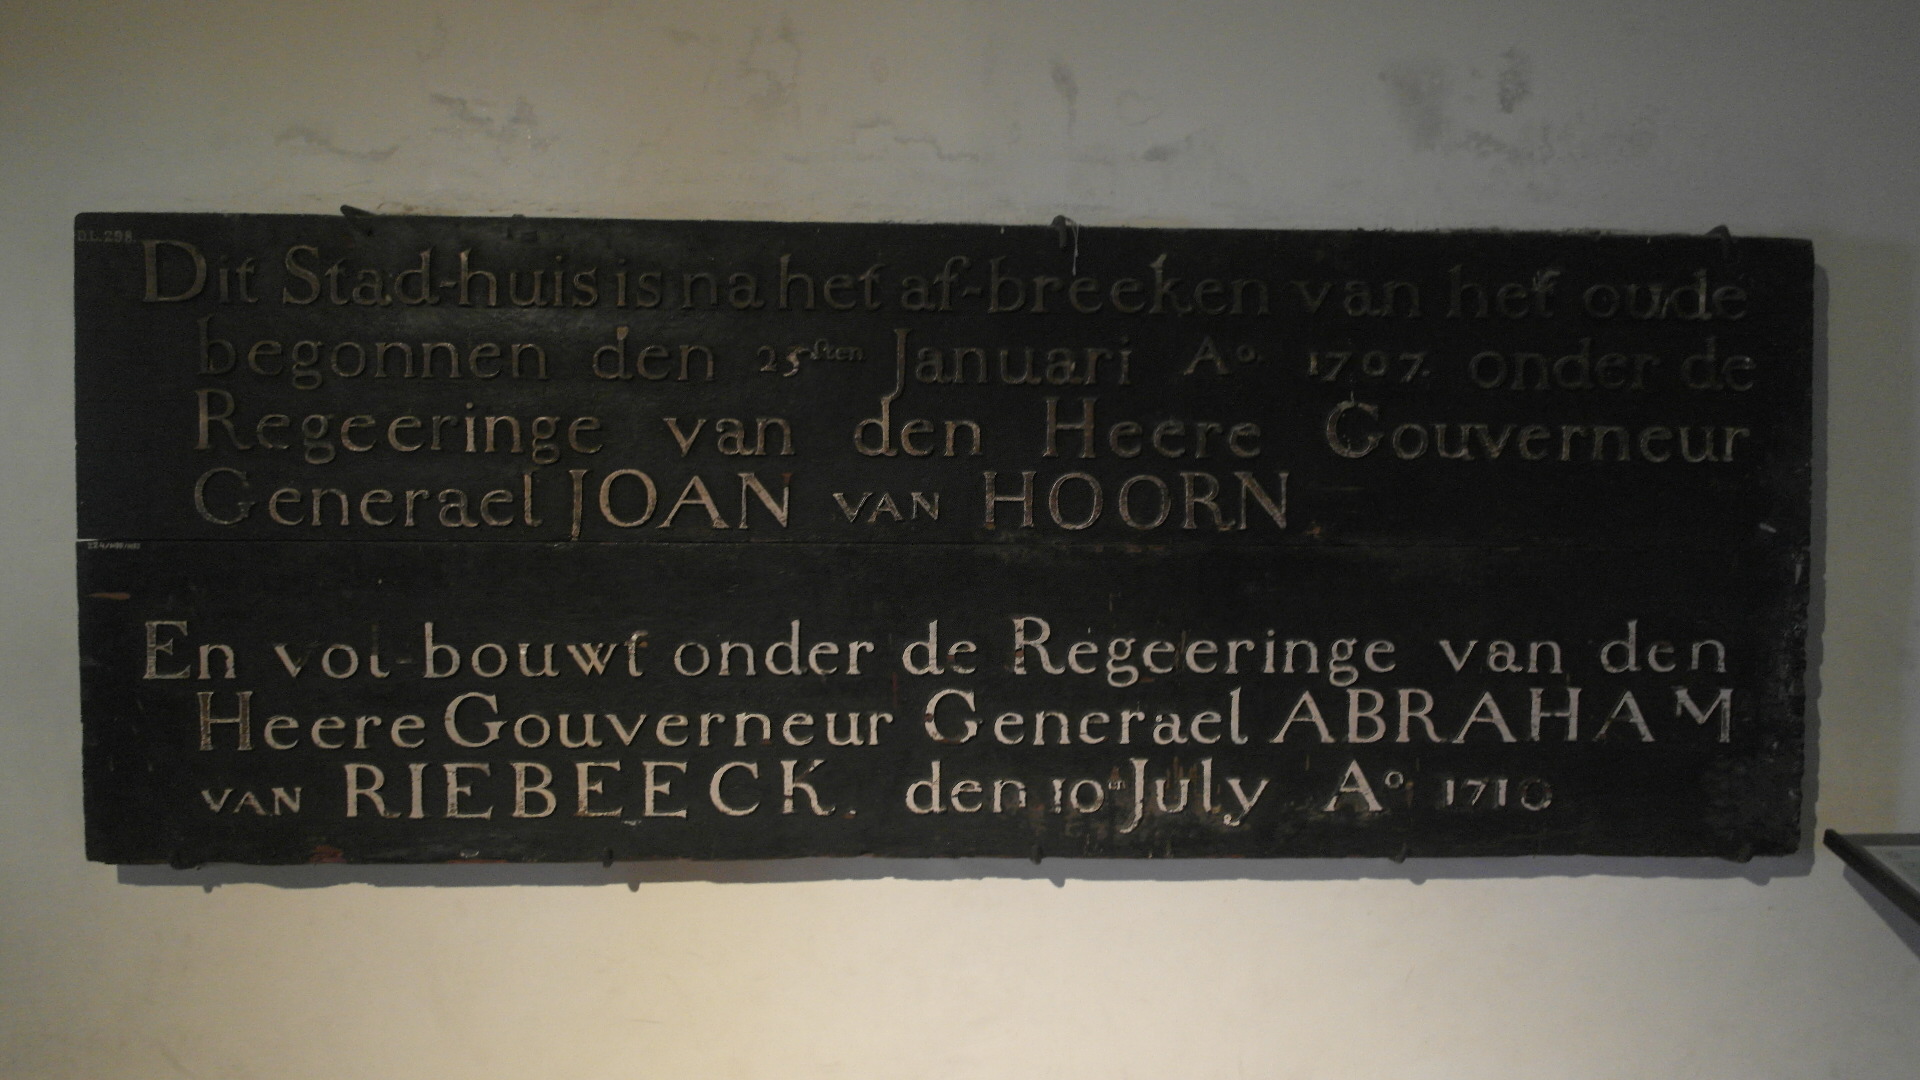 D.L.298.
Dit Stad-huis is na het af-breeken van het oude
begonnen den 25sten Januari Ao. 1707. onder de
Regeeringe van den Heere Gouverneur
Generael JOAN VAN HOORN
En vol-bouwt onder de Regeeringe van den
Heere Gouverneur Generael ABRAHAM
VAN RIEBEECK. den 10en July Ao 1710